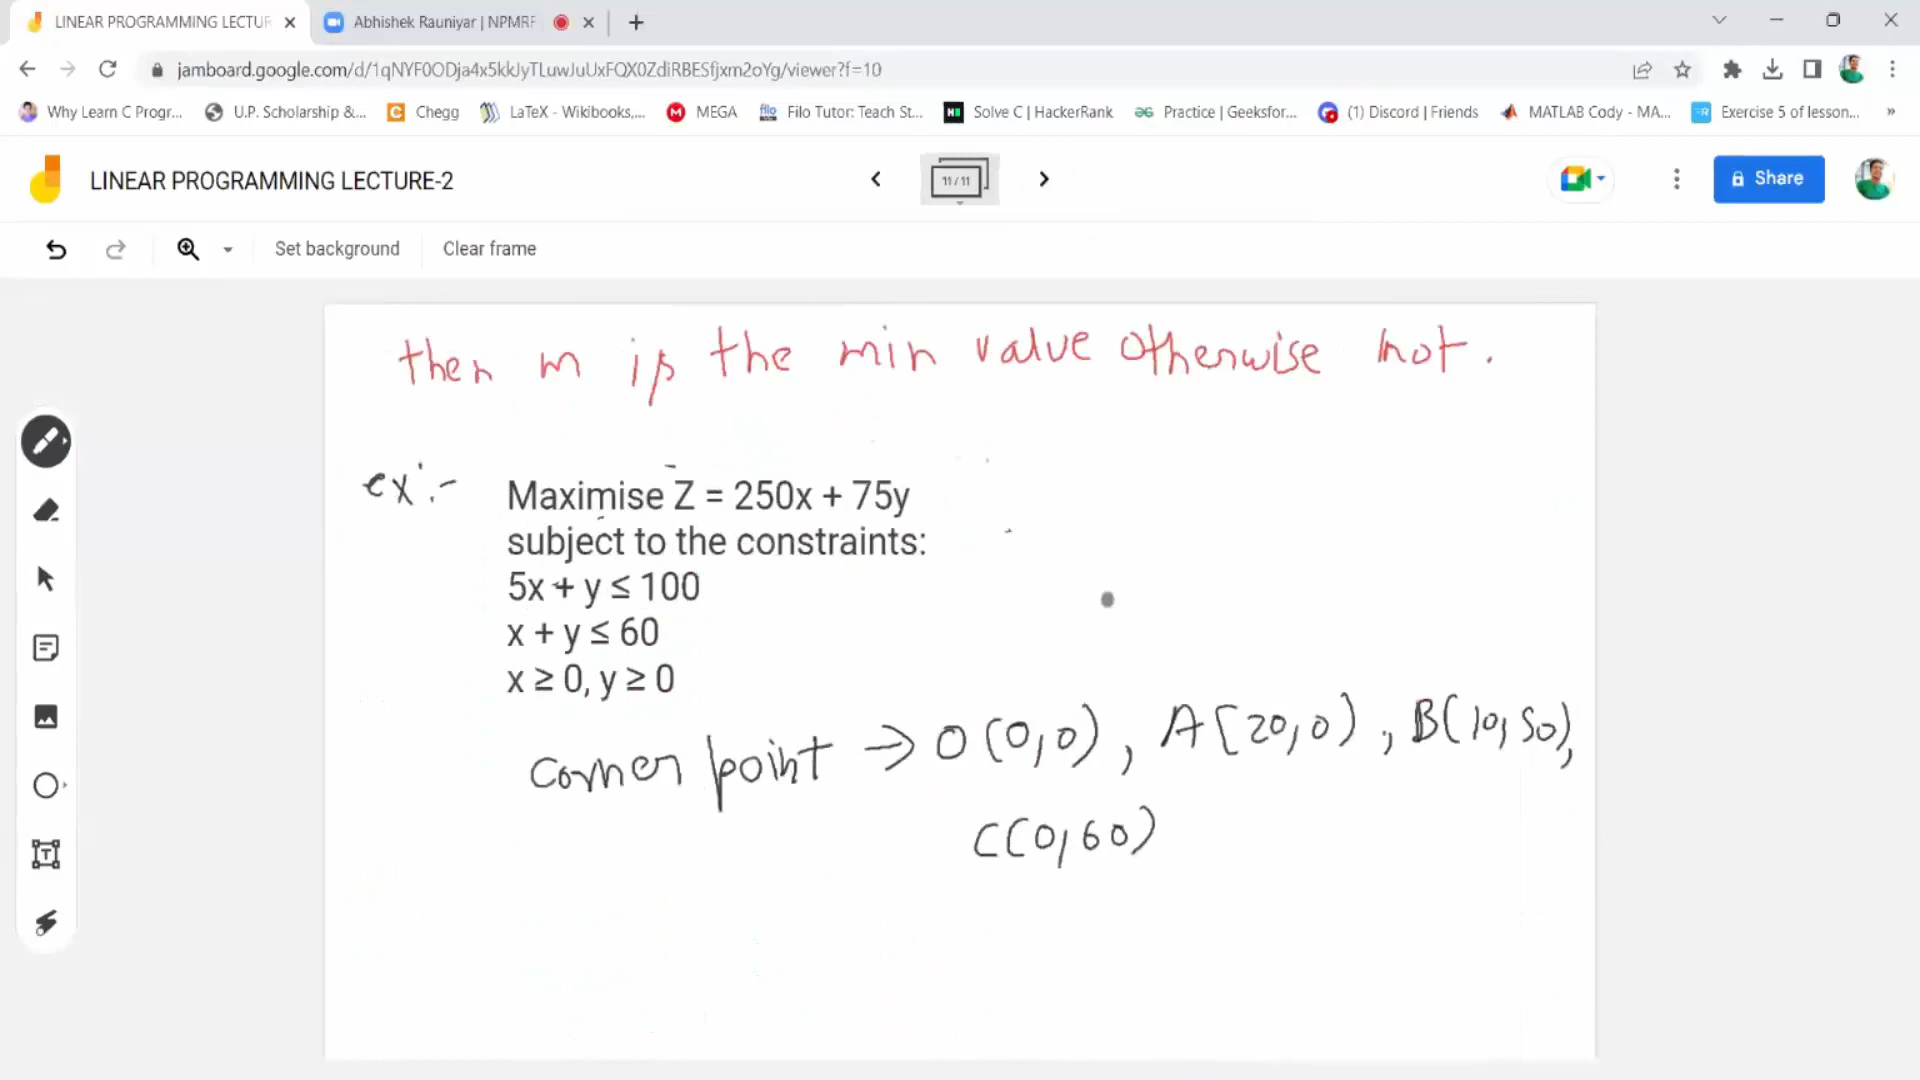 LINEAR PROGRAMMING LECTUR
Abhishek Rauniyar | NPMRF
jamboard.google.com/d/1qNYF0ODja4x5kkJyTLuwJuUxFQX0ZdiRBESfjxm2oYg/viewer?f=10
Why Learn C Progr... U.P. Scholarship &... Chegg LaTeX - Wikibooks,... MEGA Filo Tutor: Teach St... Solve C | HackerRank Practice | Geeksfor... (1) Discord | Friends MATLAB Cody - MA... Exercise 5 of lesson... »
LINEAR PROGRAMMING LECTURE-2
11 / 11
Share
Set background Clear frame
then m is the min value otherwise not.
ex:- Maximise Z = 250x + 75y
subject to the constraints:
5x + y ≤ 100
x + y ≤ 60
x ≥ 0, y ≥ 0
corner point → O(0,0), A(20,0), B(10,50),
C(0,60)